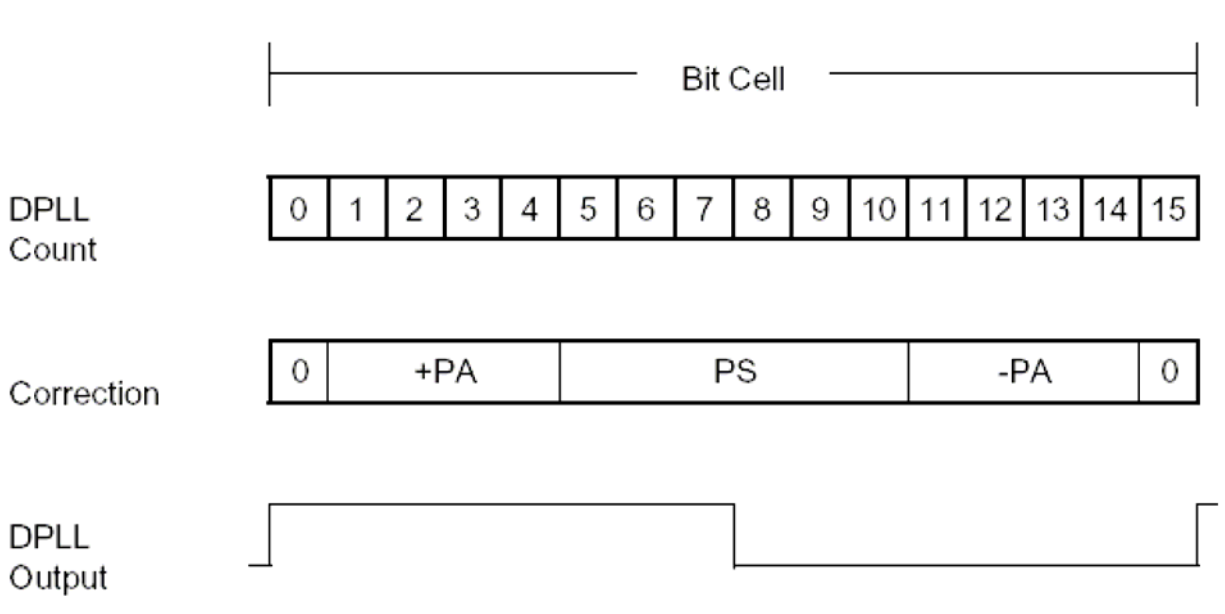 Bit Cell
DPLL
Count
0 1 2 3 4 5 6 7 8 9 10 11 12 13 14 15
Correction
0 +PA PS -PA 0
DPLL
Output